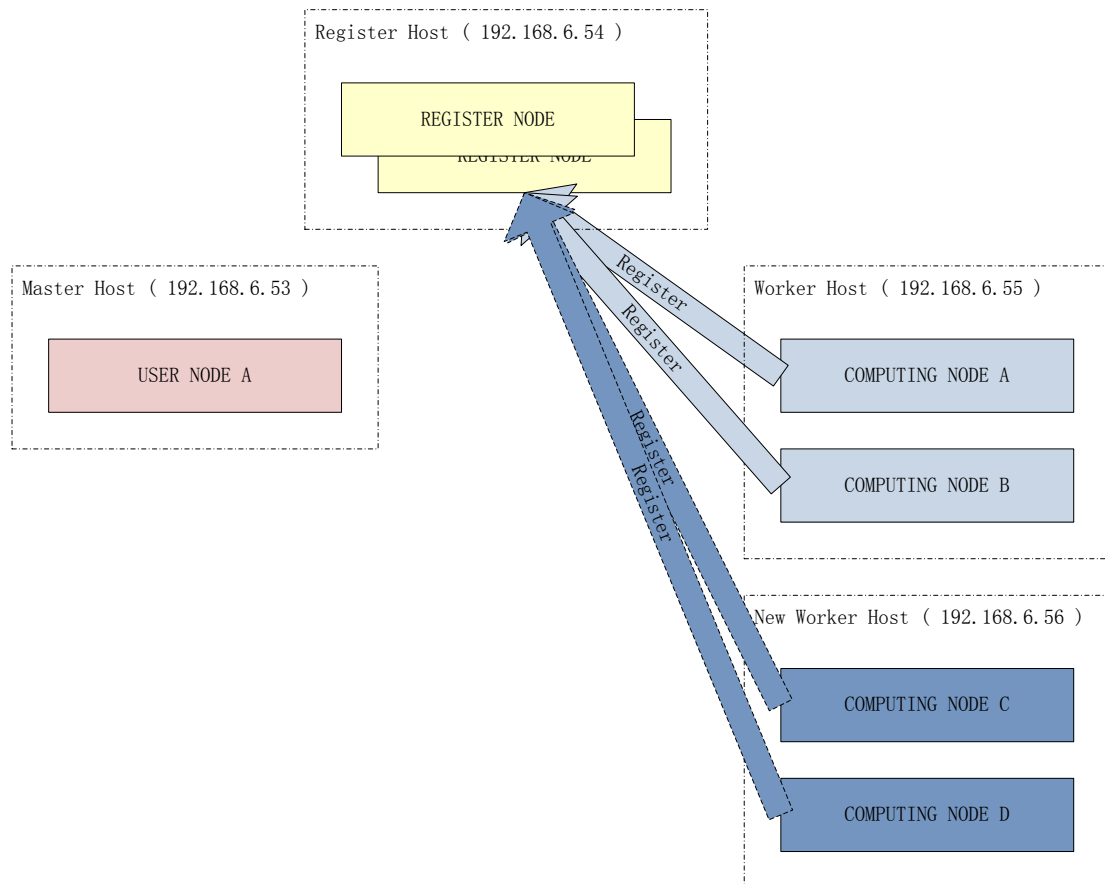 Register Host ( 192.168.6.54 )
REGISTER NODE
REGISTER NODE
Master Host ( 192.168.6.53 )
USER NODE A
Register
Register
Register
Register
Worker Host ( 192.168.6.55 )
COMPUTING NODE A
COMPUTING NODE B
New Worker Host ( 192.168.6.56 )
COMPUTING NODE C
COMPUTING NODE D